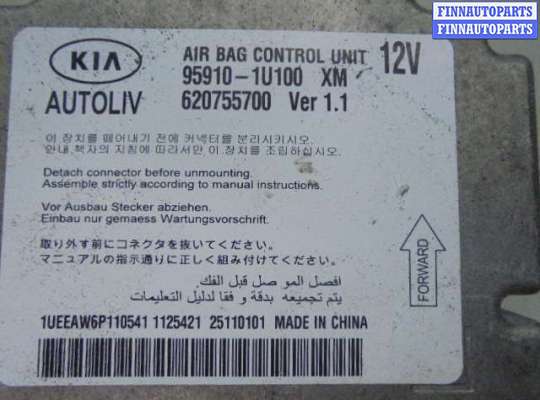 FINNAUTOPARTS
FINNAUTOPARTS
KIA
AIR BAG CONTROL UNIT 12V
95910-1U100 XM
AUTOLIV 620755700 Ver 1.1
이 장치를 떼어내기 전에 커넥터를 분리시키시오.
안내 책자의 지침에 따라서만 이 장치를 조립하십시오.
Detach connector before unmounting.
Assemble strictly according to manual instructions.
Vor Ausbau Stecker abziehen.
Einbau nur gemaess Wartungsvorschrift.
取り外す前にコネクタを抜いてください。
マニュアルの指示通りに正しく組み付けてください。
افصل الموصل قبل الفك.
يتم تجميعه بدقة و فقا لدليل التعليمات
FORWARD
1UEEAW6P110541 1125421 25110101 MADE IN CHINA